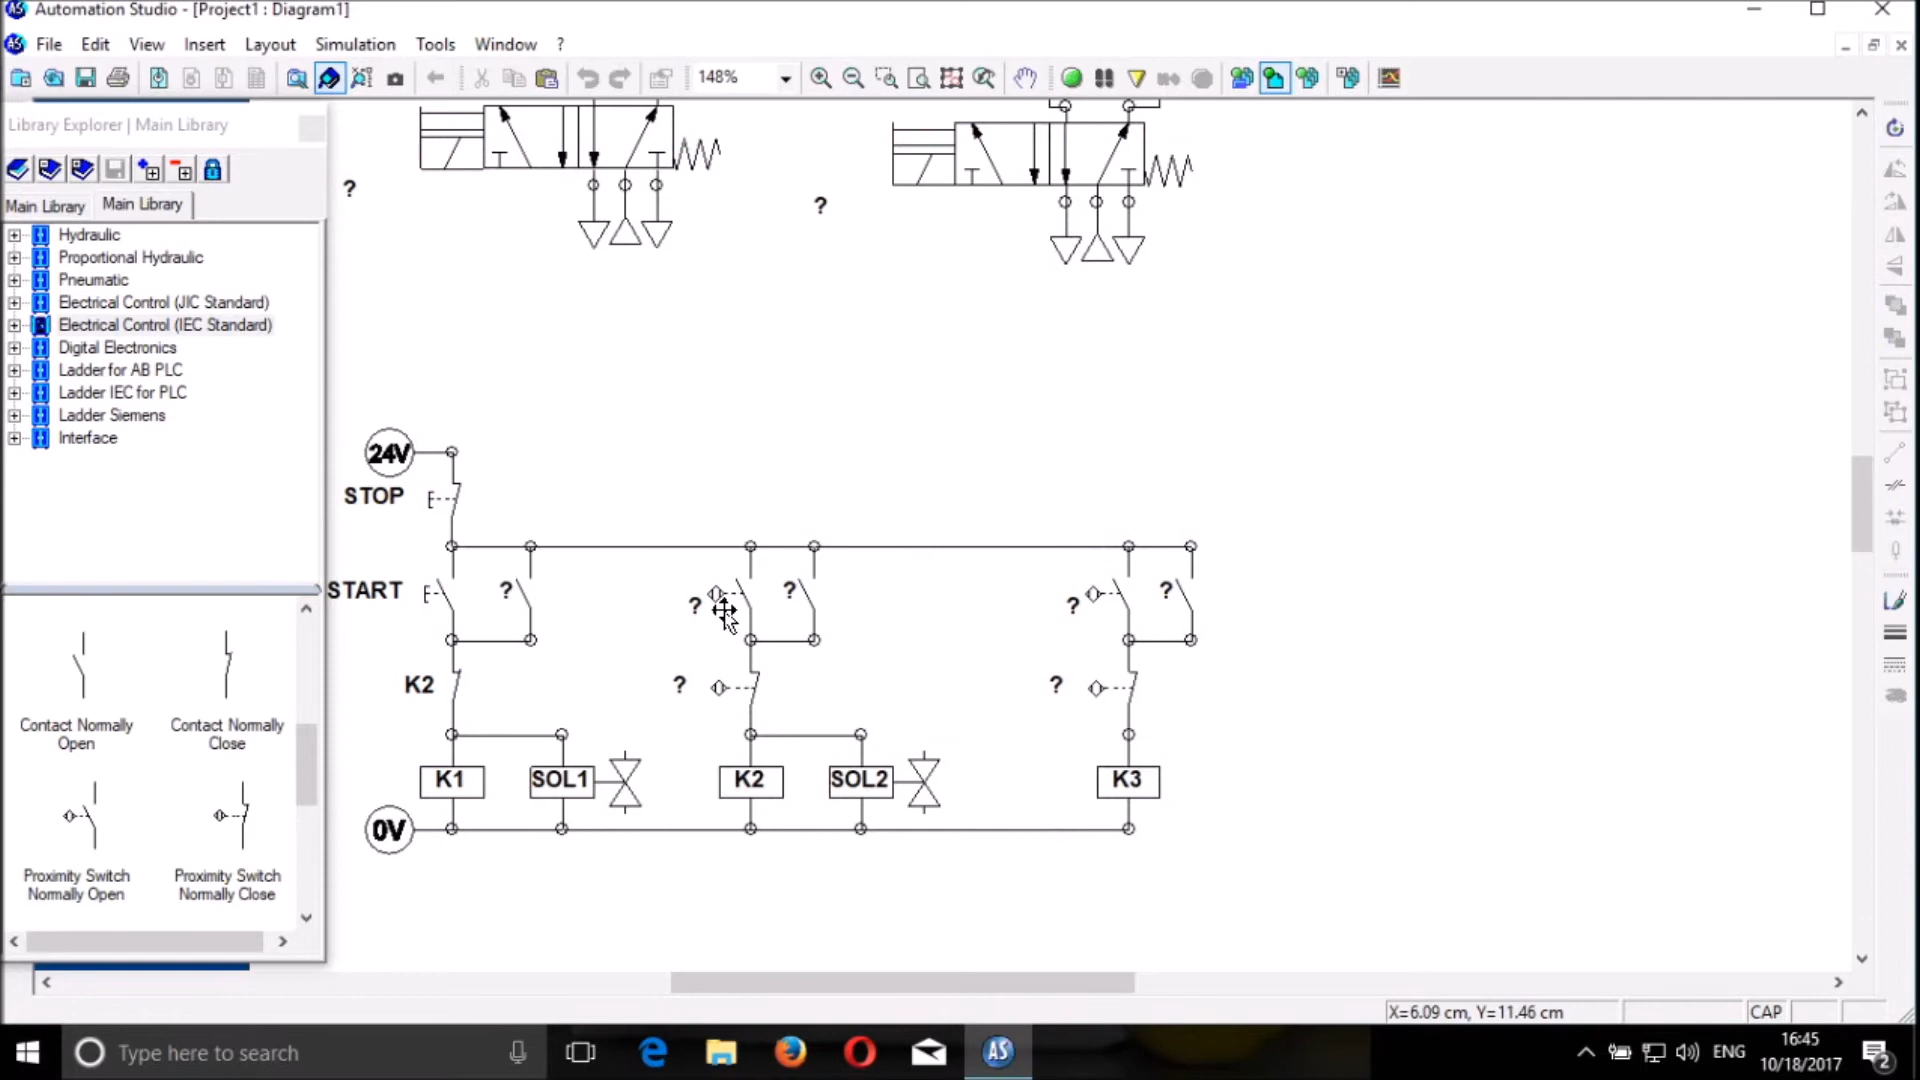 Automation Studio - [Project1 : Diagram1]
File Edit View Insert Layout Simulation Tools Window ?
148%
Library Explorer | Main Library
Main Library Main Library
Hydraulic
Proportional Hydraulic
Pneumatic
Electrical Control (JIC Standard)
Electrical Control (IEC Standard)
Digital Electronics
Ladder for AB PLC
Ladder IEC for PLC
Ladder Siemens
Interface
Contact Normally Open
Contact Normally Close
Proximity Switch Normally Open
Proximity Switch Normally Close
? ?
24V
STOP
START ? ? ? ? ?
K2 ? ?
K1 SOL1 K2 SOL2 K3
0V
X=6.09 cm, Y=11.46 cm CAP
Type here to search
AS
ENG
16:45
10/18/2017
2